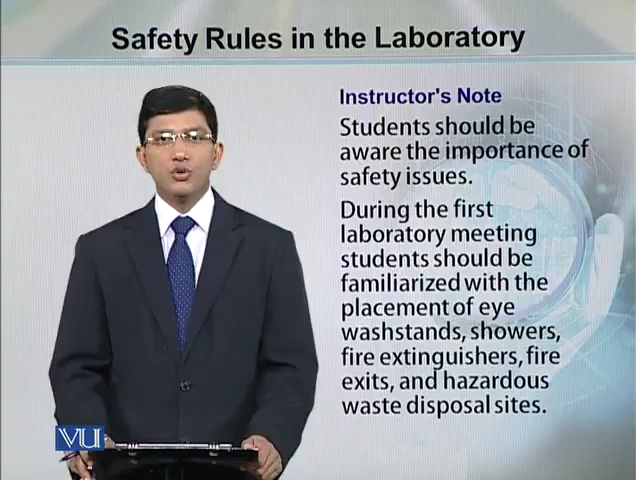 Safety Rules in the Laboratory
Instructor's Note
Students should be
aware the importance of
safety issues.
During the first
laboratory meeting
students should be
familiarized with the
placement of eye
washstands, showers,
fire extinguishers, fire
exits, and hazardous
waste disposal sites.
VU